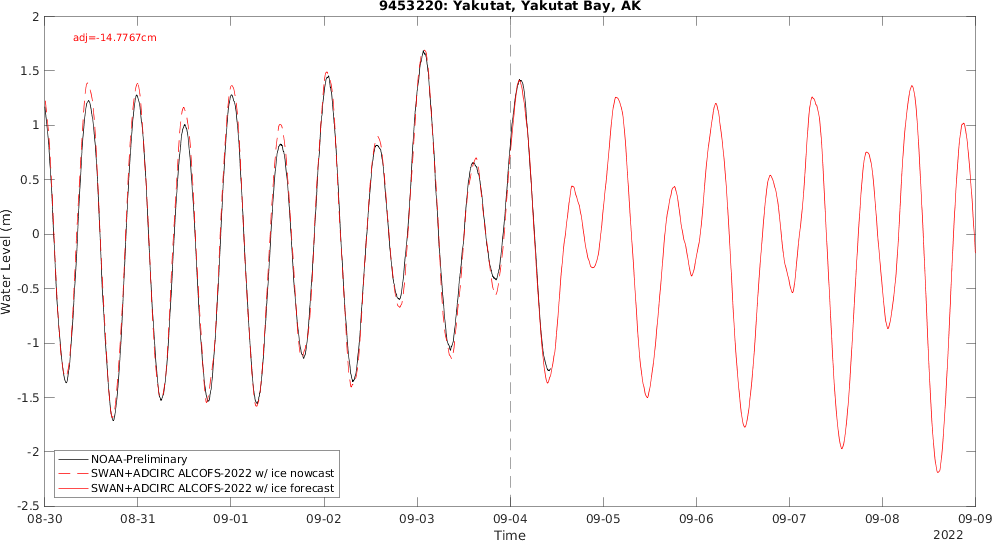 9453220: Yakutat, Yakutat Bay, AK
adj=-14.7767cm
2
1.5
1
0.5
0
-0.5
-1
-1.5
-2
-2.5
Water Level (m)
NOAA-Preliminary
SWAN+ADCIRC ALCOFS-2022 w/ ice nowcast
SWAN+ADCIRC ALCOFS-2022 w/ ice forecast
08-30 08-31 09-01 09-02 09-03 09-04 09-05 09-06 09-07 09-08 09-09
Time
2022